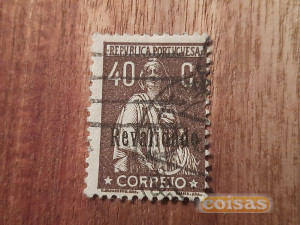 REPUBLICA PORTUGUESA
40 C.
Revalidado
CORREIO
coisas